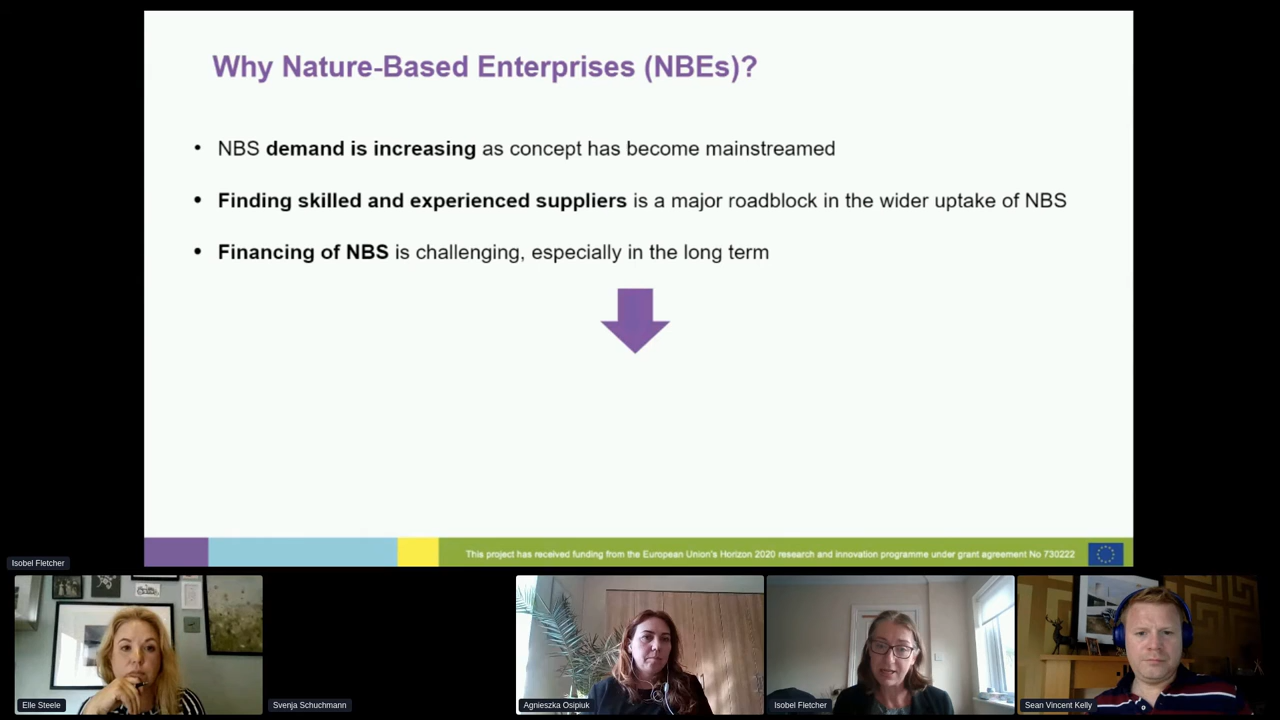 Why Nature-Based Enterprises (NBEs)?
• NBS demand is increasing as concept has become mainstreamed
• Finding skilled and experienced suppliers is a major roadblock in the wider uptake of NBS
• Financing of NBS is challenging, especially in the long term
This project has received funding from the European Union's Horizon 2020 research and innovation programme under grant agreement No 730222
Isobel Fletcher
Elle Steele
Svenja Schuchmann
Agnieszka Osipiuk
Isobel Fletcher
Sean Vincent Kelly